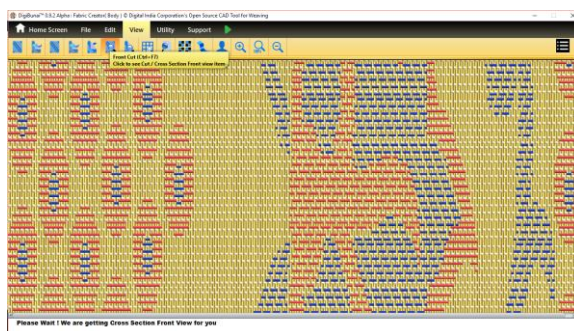 DigiBunai™ 0.9.2 Alpha: Fabric Creator[ Body ] © Digital India Corporation's Open Source CAD Tool for Weaving
Home Screen File Edit View Utility Support
Front Cut (Ctrl+F7)
Click to see Cut / Cross Section Front view item.
Please Wait ! We are getting Cross Section Front View for you